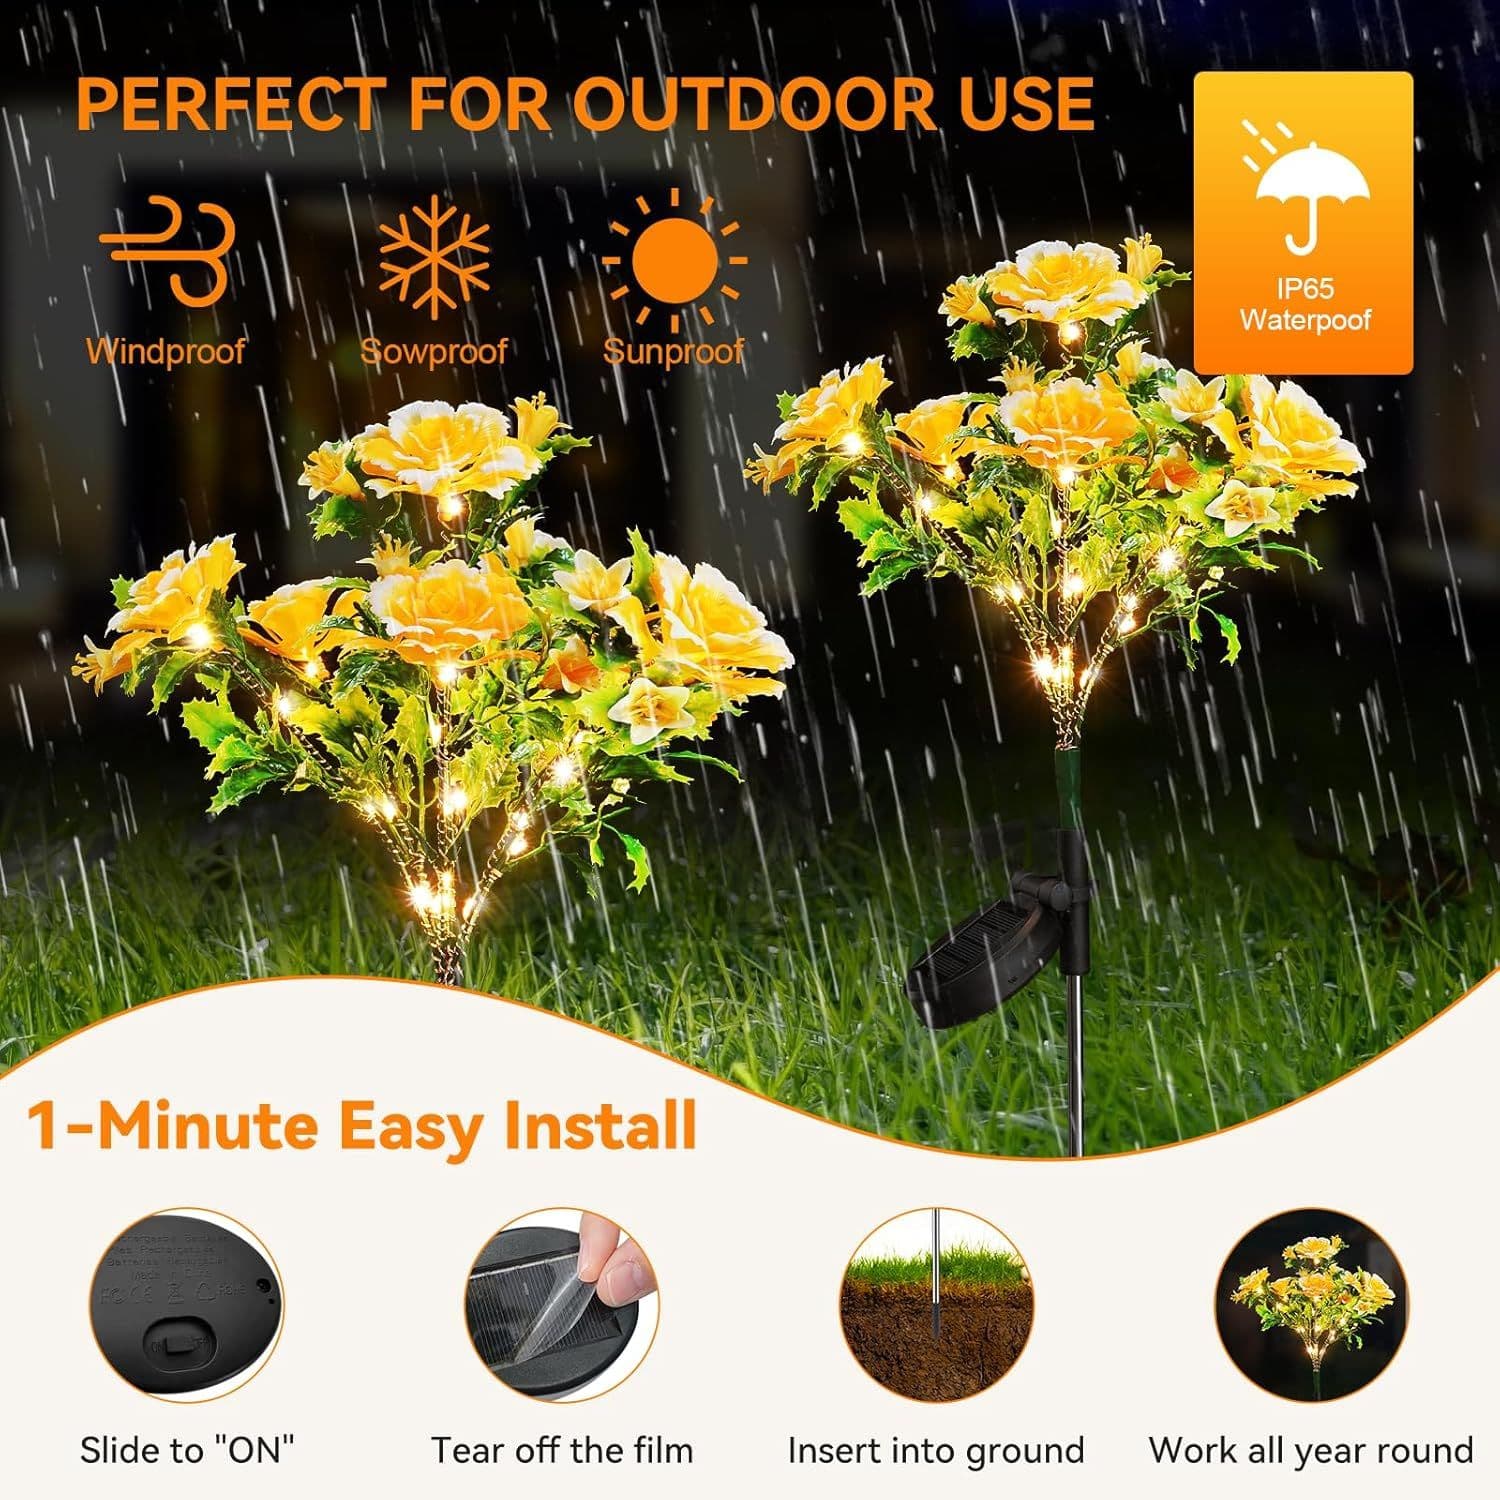 PERFECT FOR OUTDOOR USE
IP65
Waterpoof
Windproof
Sowproof
Sunproof
1-Minute Easy Install
ON
Slide to "ON"
Tear off the film
Insert into ground
Work all year round